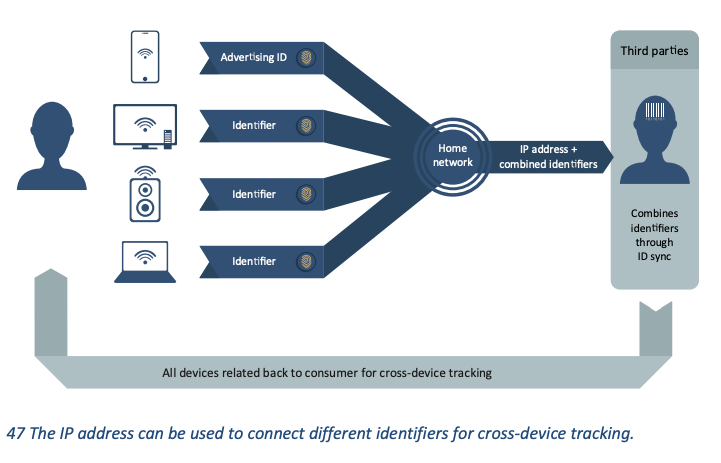 Advertising ID
Identifier
Identifier
Identifier
Home
network
IP address +
combined identifiers
Third parties
Combines
identifiers
through
ID sync
All devices related back to consumer for cross-device tracking
47 The IP address can be used to connect different identifiers for cross-device tracking.